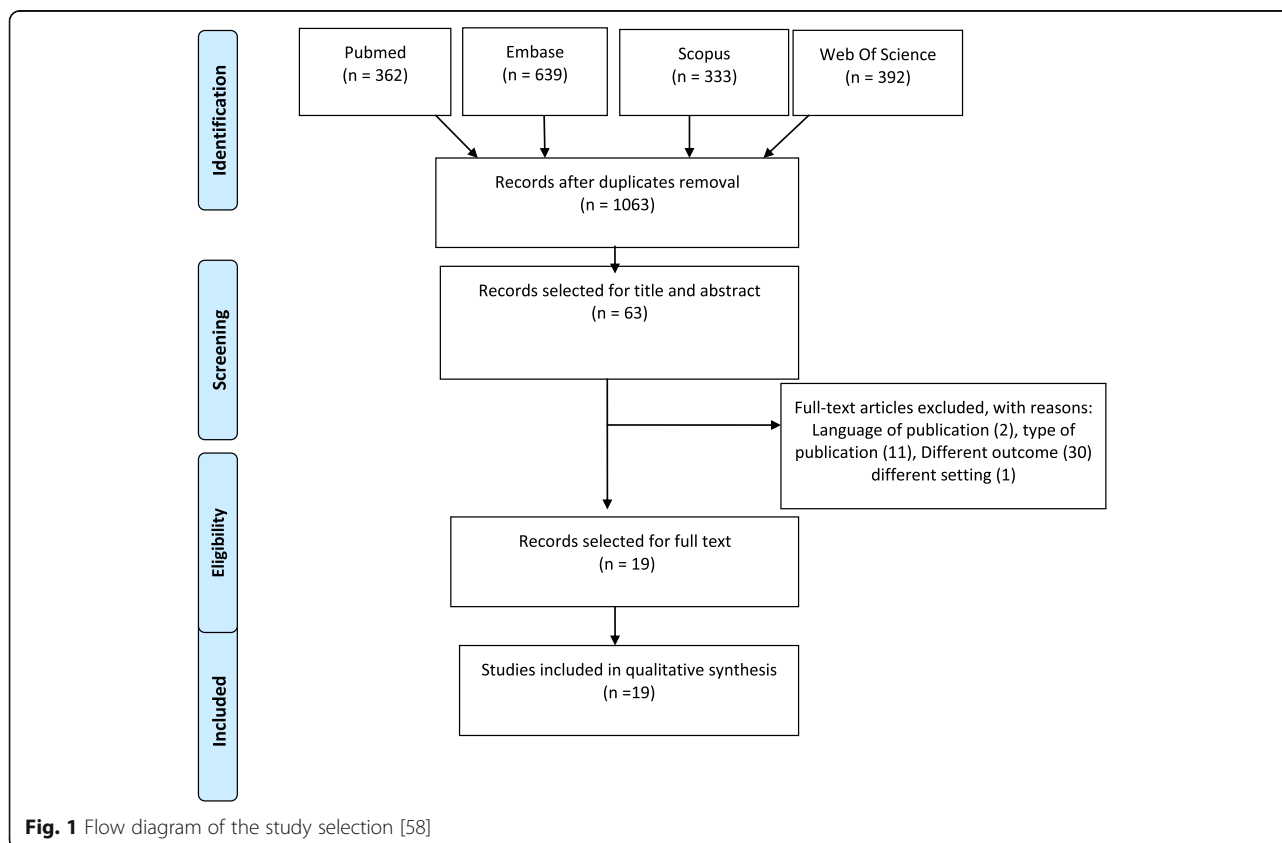 Identification
Pubmed
(n = 362)
Embase
(n = 639)
Scopus
(n = 333)
Web Of Science
(n = 392)
Records after duplicates removal
(n = 1063)
Screening
Records selected for title and abstract
(n = 63)
Full-text articles excluded, with reasons:
Language of publication (2), type of
publication (11), Different outcome (30)
different setting (1)
Eligibility
Records selected for full text
(n = 19)
Included
Studies included in qualitative synthesis
(n =19)
Fig. 1 Flow diagram of the study selection [58]